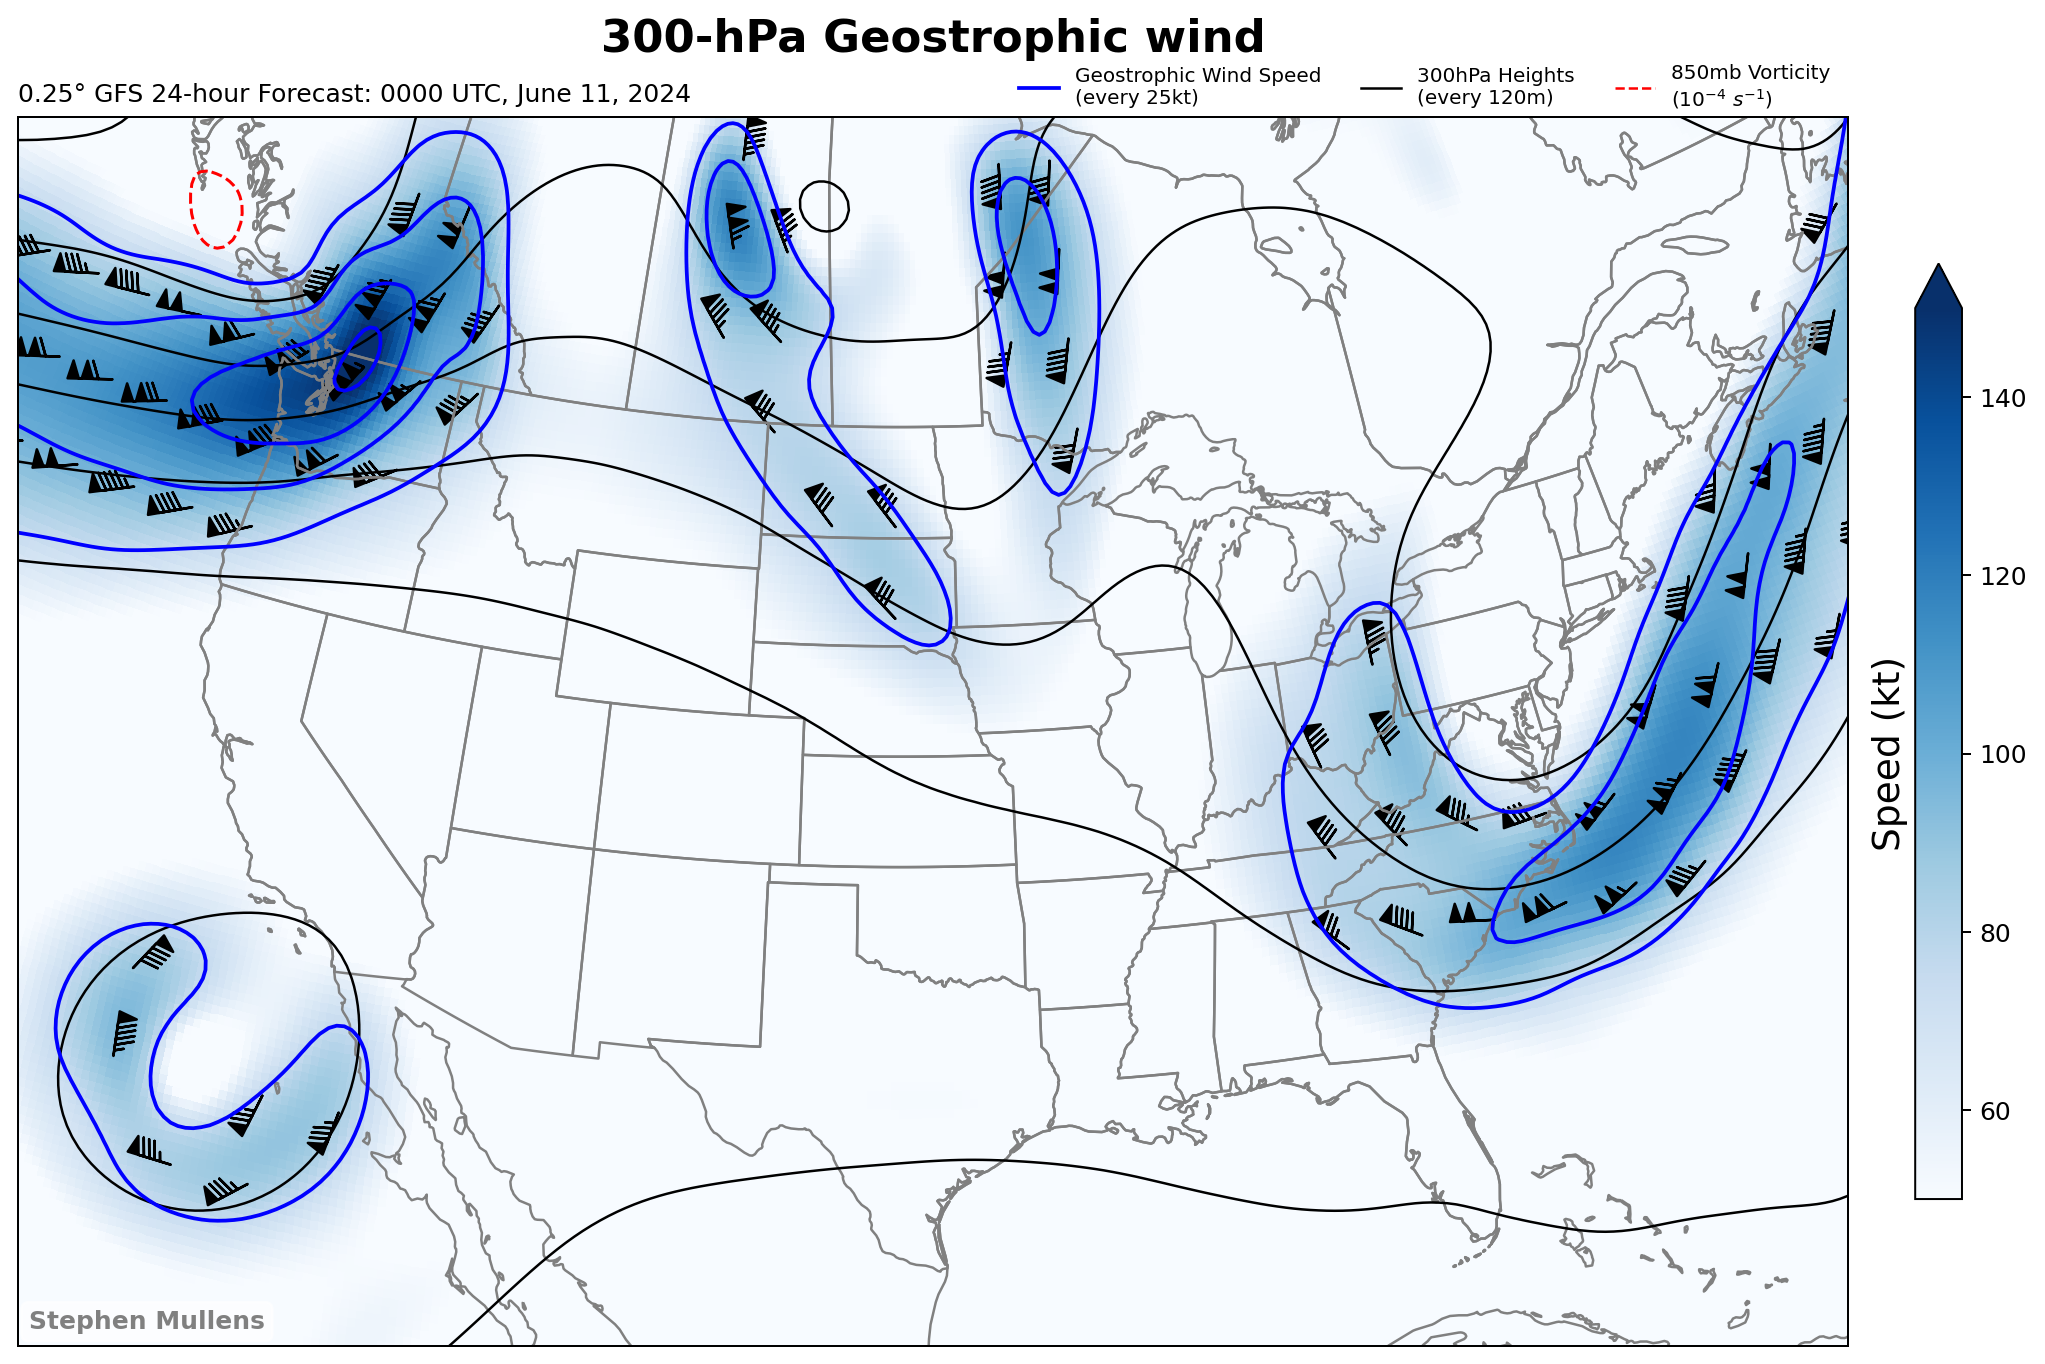 300-hPa Geostrophic wind
0.25° GFS 24-hour Forecast: 0000 UTC, June 11, 2024
Geostrophic Wind Speed
(every 25kt)
300hPa Heights
(every 120m)
850mb Vorticity
(10⁻⁴ s⁻¹)
140
120
100
80
60
Speed (kt)
Stephen Mullens